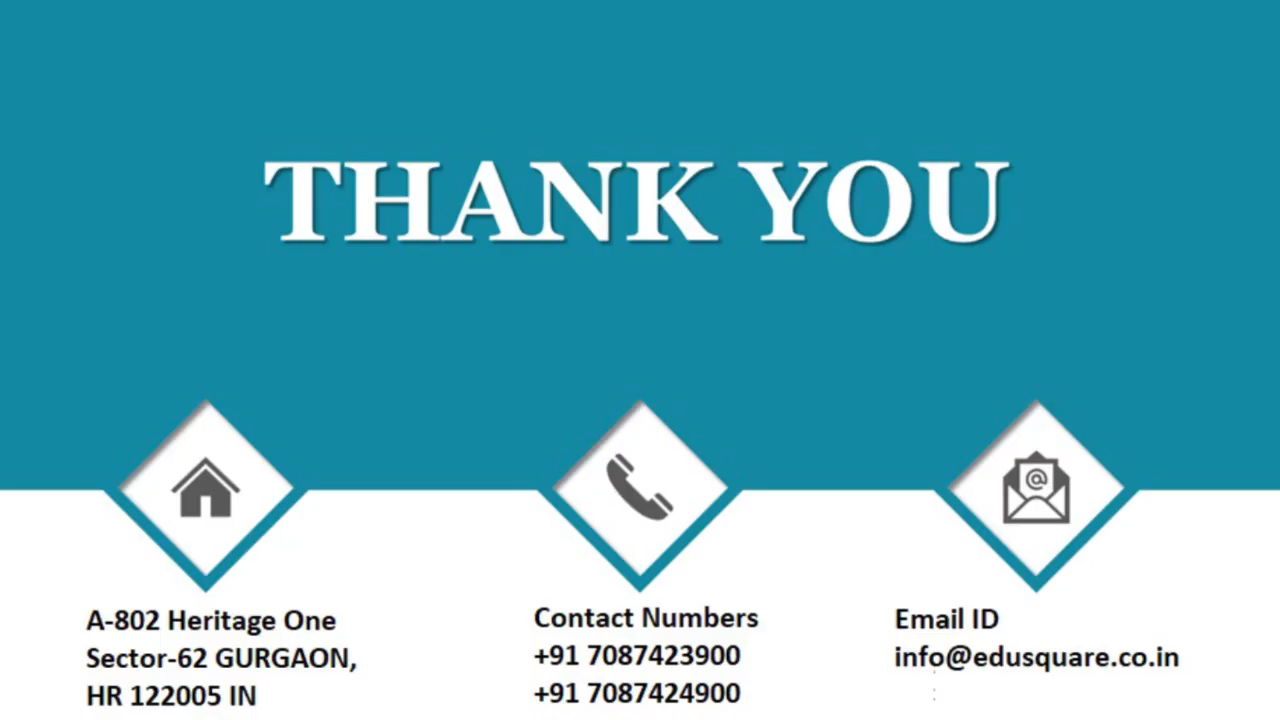 THANK YOU
A-802 Heritage One
Sector-62 GURGAON,
HR 122005 IN
Contact Numbers
+91 7087423900
+91 7087424900
Email ID
info@edusquare.co.in